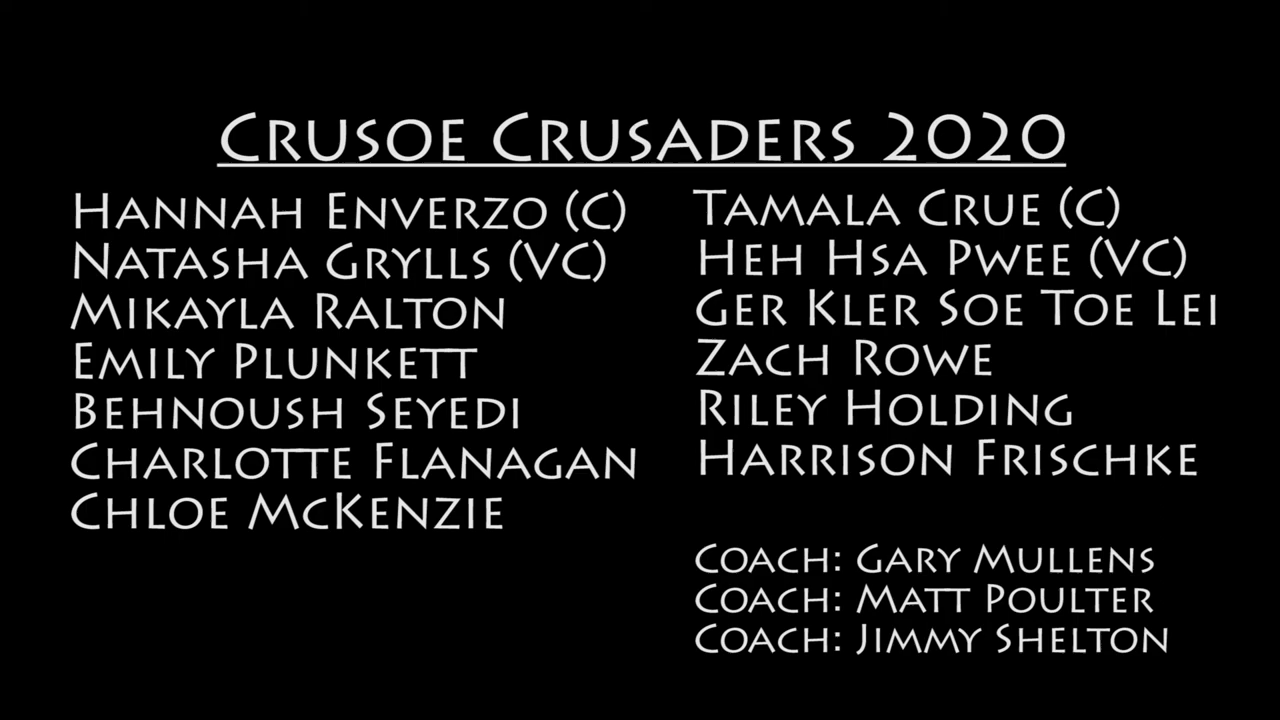 Crusoe Crusaders 2020
Hannah Enverzo (C)
Natasha Grylls (VC)
Mikayla Ralton
Emily Plunkett
Behnoush Seyedi
Charlotte Flanagan
Chloe McKenzie
Tamala Crue (C)
Heh Hsa Pwee (VC)
Ger Kler Soe Toe Lei
Zach Rowe
Riley Holding
Harrison Frischke
Coach: Gary Mullens
Coach: Matt Poulter
Coach: Jimmy Shelton